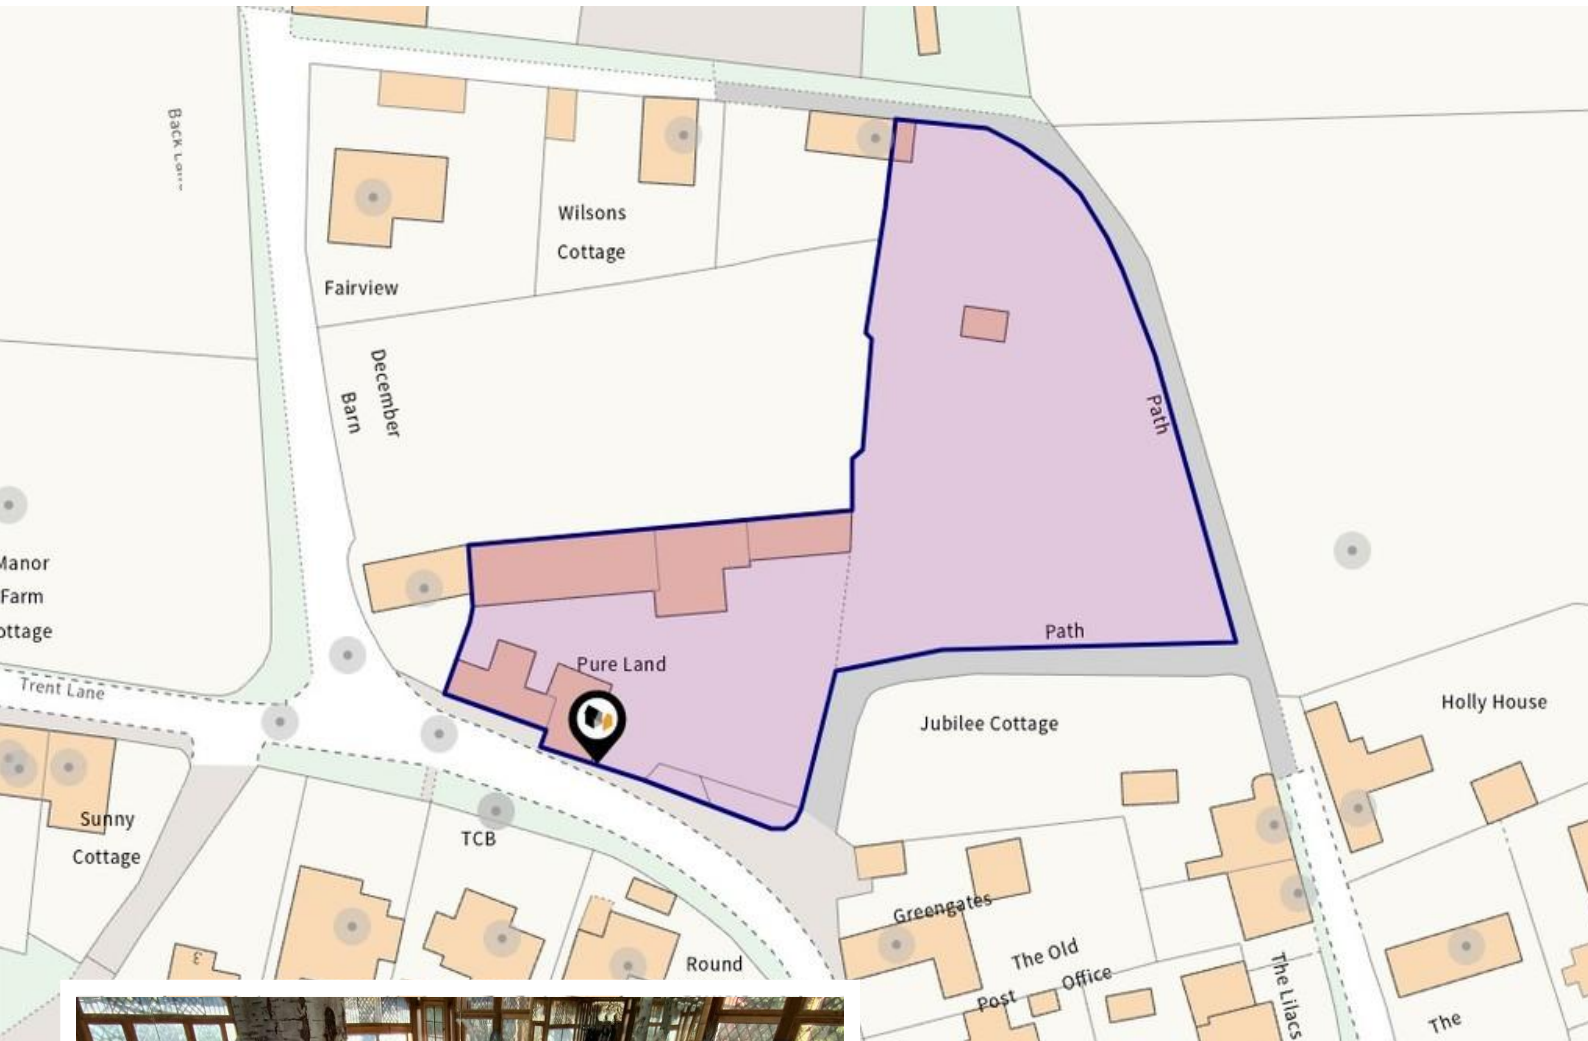 Back Lane
Wilsons
Cottage
Fairview
December
Barn
Path
Manor
Farm
ottage
Path
Pure Land
Trent Lane
Jubilee Cottage
Holly House
Sunny
Cottage
TCB
Greengates
The Old
Post Office
Round
3
The Lilacs
The